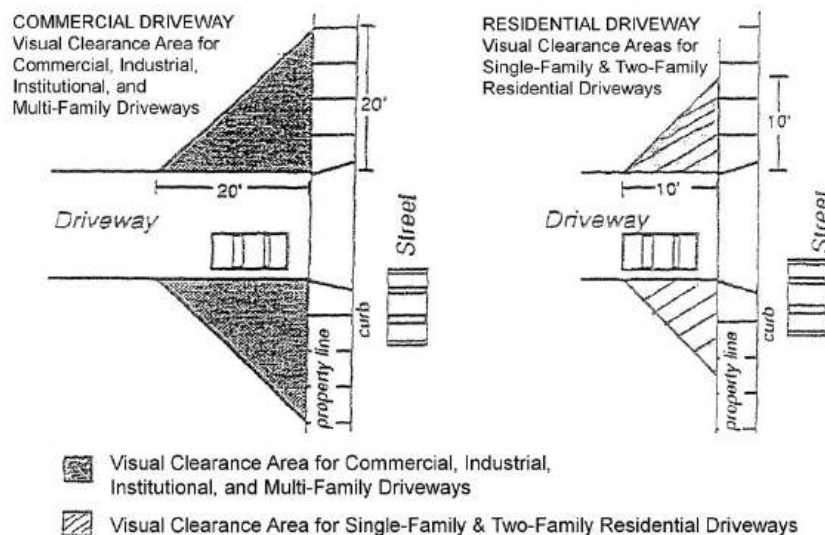 COMMERCIAL DRIVEWAY
Visual Clearance Area for
Commercial, Industrial,
Institutional, and
Multi-Family Driveways
20'
20'
Driveway
Street
curb
property line
RESIDENTIAL DRIVEWAY
Visual Clearance Areas for
Single-Family & Two-Family
Residential Driveways
10'
10'
Driveway
Street
curb
property line
Visual Clearance Area for Commercial, Industrial,
Institutional, and Multi-Family Driveways
Visual Clearance Area for Single-Family & Two-Family Residential Driveways